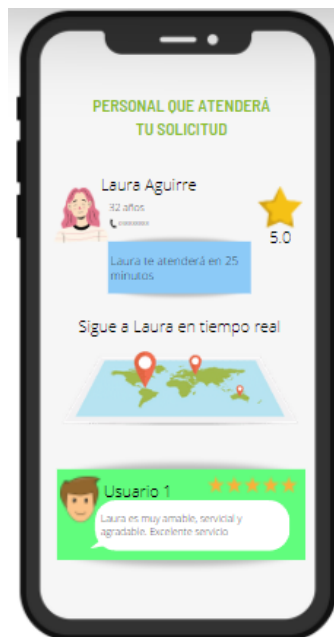 PERSONAL QUE ATENDERÁ
TU SOLICITUD
Laura Aguirre
32 años
5.0
Laura te atenderá en 25
minutos
Sigue a Laura en tiempo real
Usuario 1
Laura es muy amable, servicial y
agradable. Excelente servicio